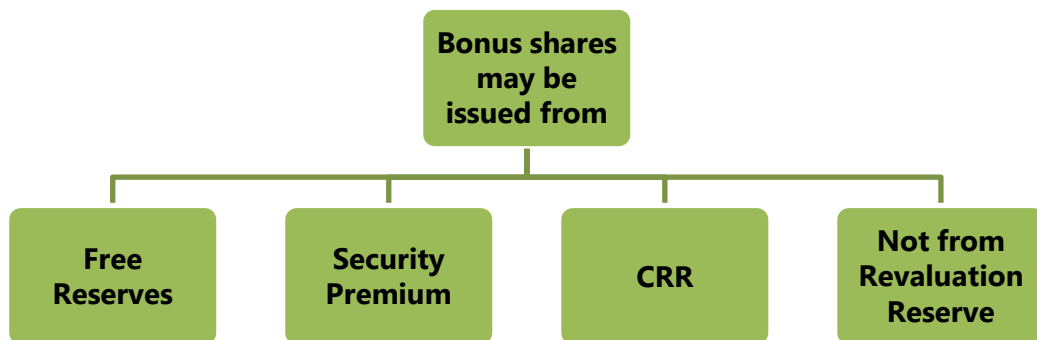 Bonus shares
may be
issued from
Free
Reserves
Security
Premium
CRR
Not from
Revaluation
Reserve